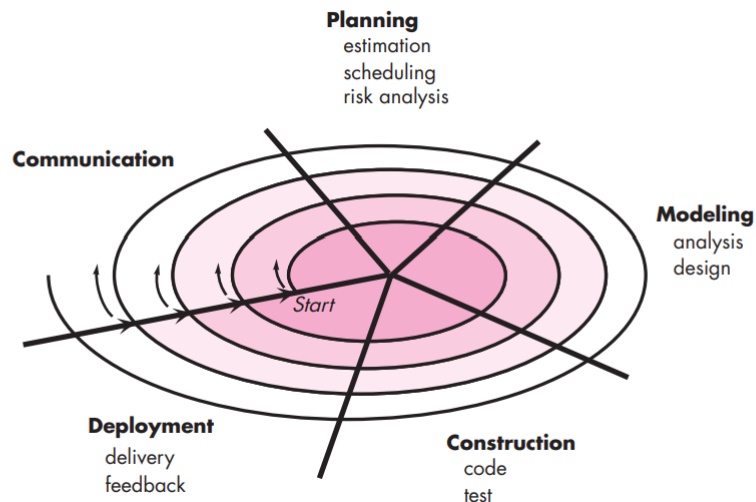 Planning
estimation
scheduling
risk analysis
Communication
Modeling
analysis
design
Start
Deployment
delivery
feedback
Construction
code
test